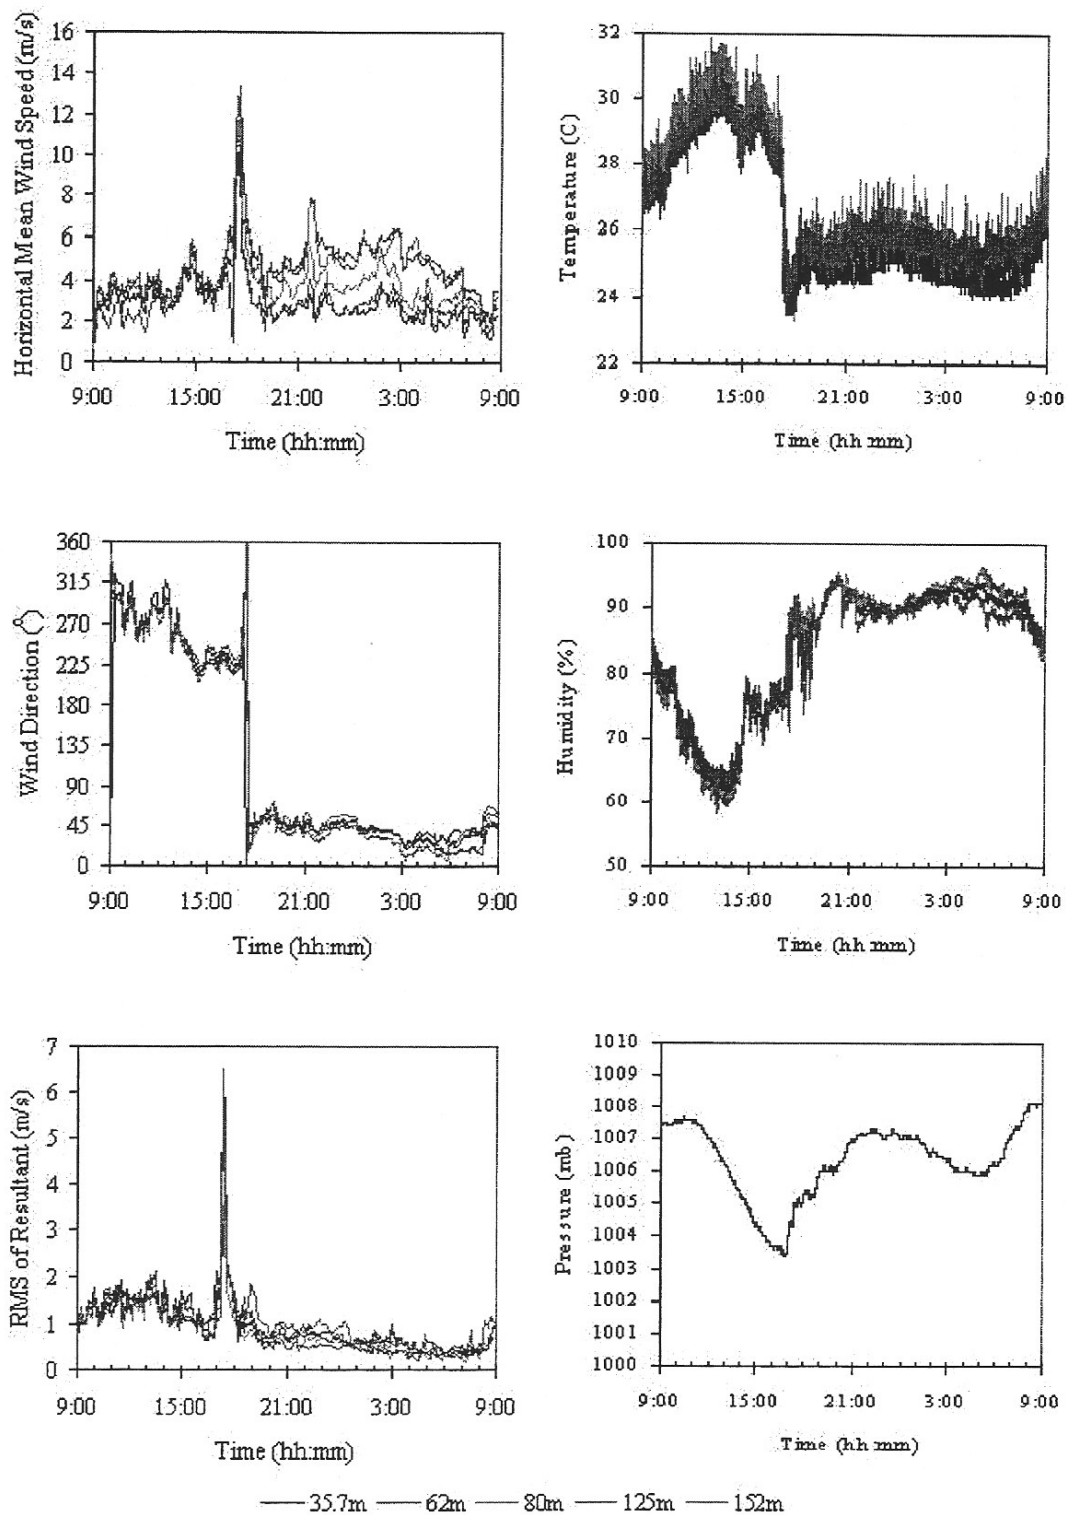 Horizontal Mean Wind Speed (m/s)
16
14
12
10
8
6
4
2
0
9:00 15:00 21:00 3:00 9:00
Time (hh:mm)
Temperature (C)
32
30
28
26
24
22
9:00 15:00 21:00 3:00 9:00
Time (hh:mm)
Wind Direction (°)
360
315
270
225
180
135
90
45
0
9:00 15:00 21:00 3:00 9:00
Time (hh:mm)
Humidity (%)
100
90
80
70
60
50
9:00 15:00 21:00 3:00 9:00
Time (hh:mm)
RMS of Resultant (m/s)
7
6
5
4
3
2
1
0
9:00 15:00 21:00 3:00 9:00
Time (hh:mm)
Pressure (mb)
1010
1009
1008
1007
1006
1005
1004
1003
1002
1001
1000
9:00 15:00 21:00 3:00 9:00
Time (hh:mm)
35.7m 62m 80m 125m 152m